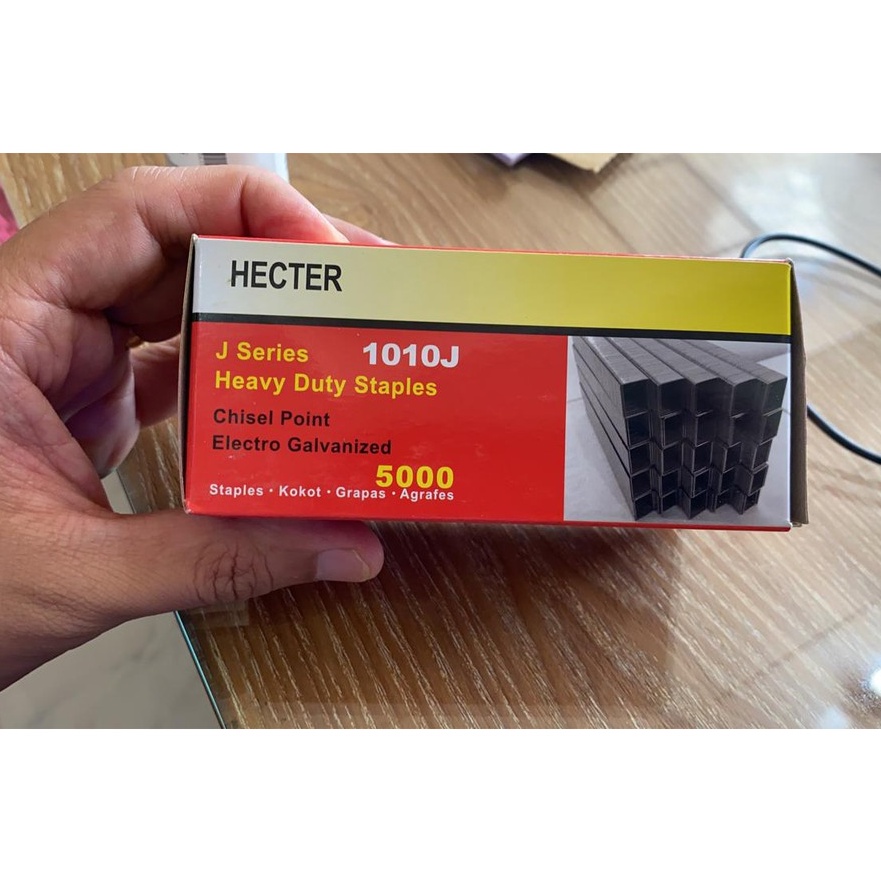 HECTER
J Series 1010J
Heavy Duty Staples
Chisel Point
Electro Galvanized
5000
Staples · Kokot · Grapas · Agrafes